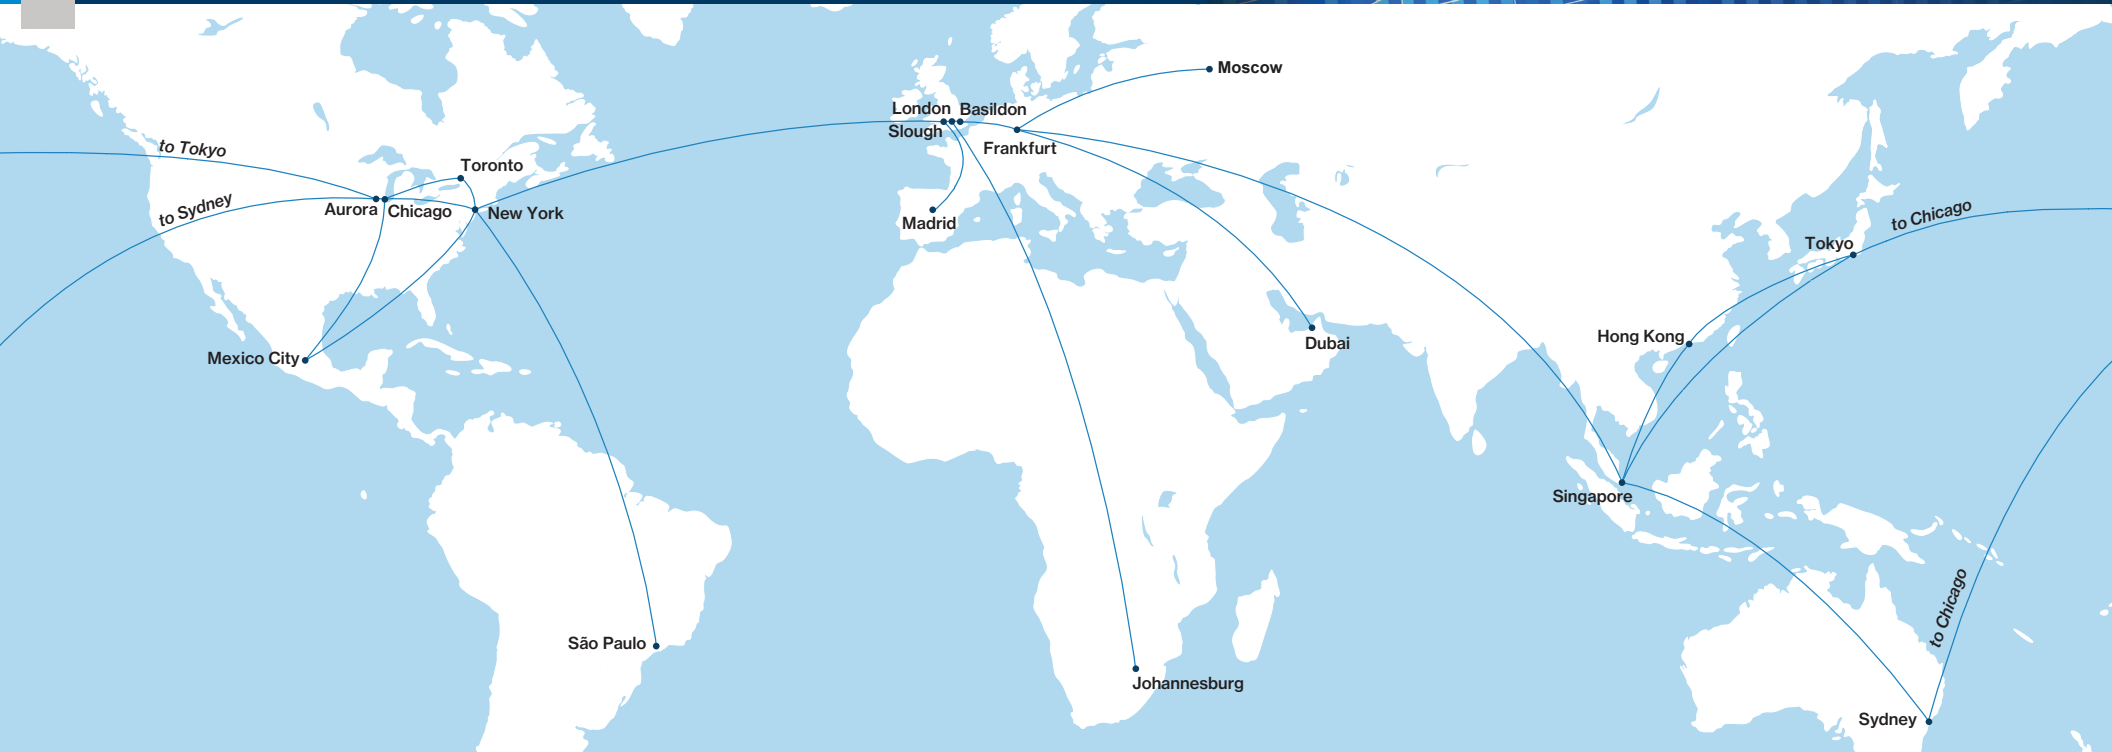 Moscow
London
Basildon
Slough
Frankfurt
to Tokyo
Toronto
to Sydney
Aurora
Chicago
New York
Madrid
to Chicago
Tokyo
Hong Kong
Dubai
Mexico City
Singapore
to Chicago
São Paulo
Johannesburg
Sydney